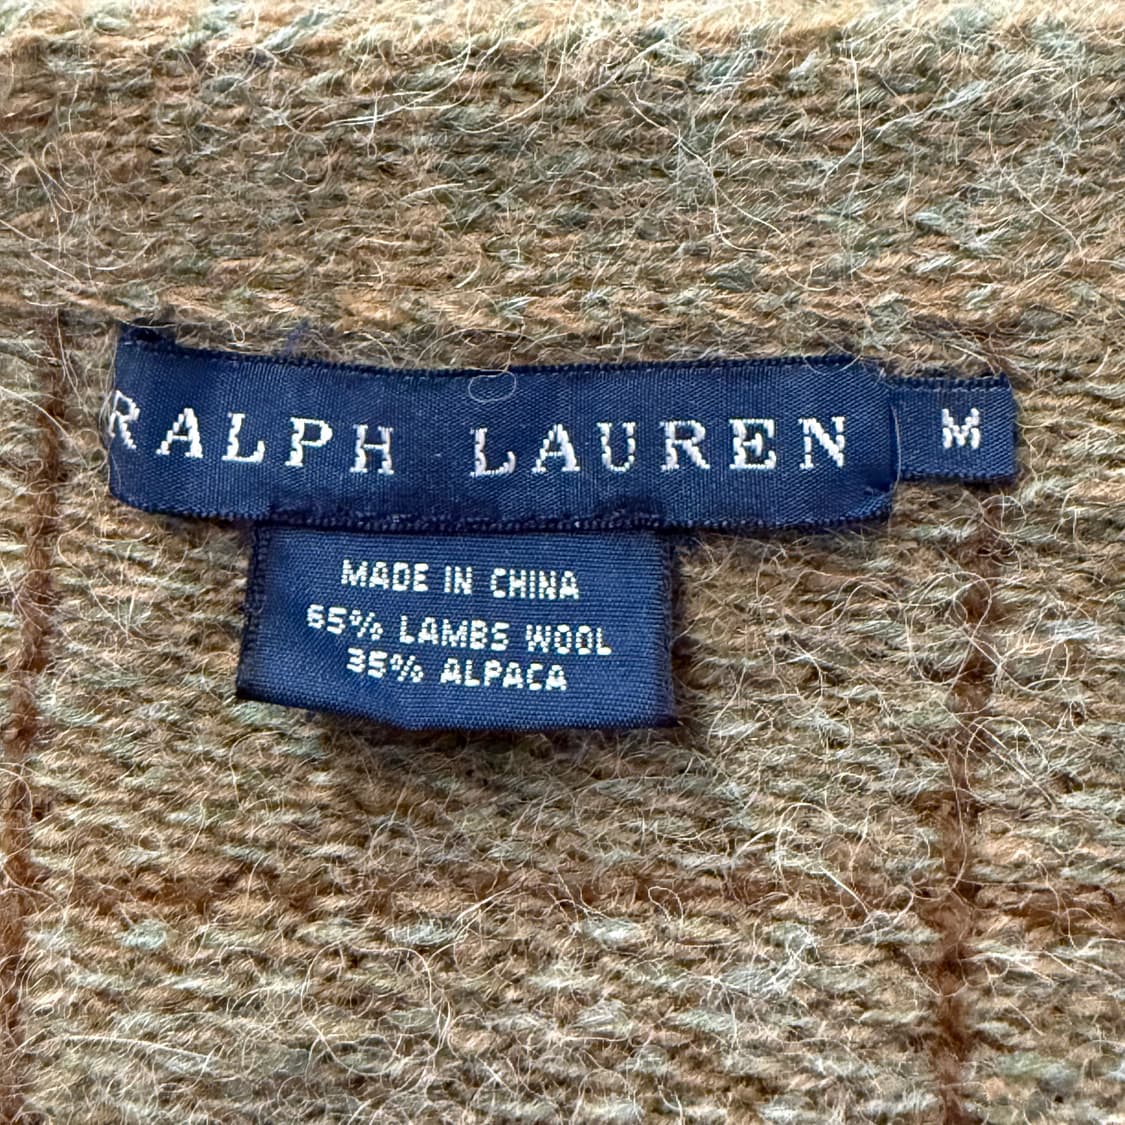 RALPH LAUREN M
MADE IN CHINA
65% LAMBS WOOL
35% ALPACA